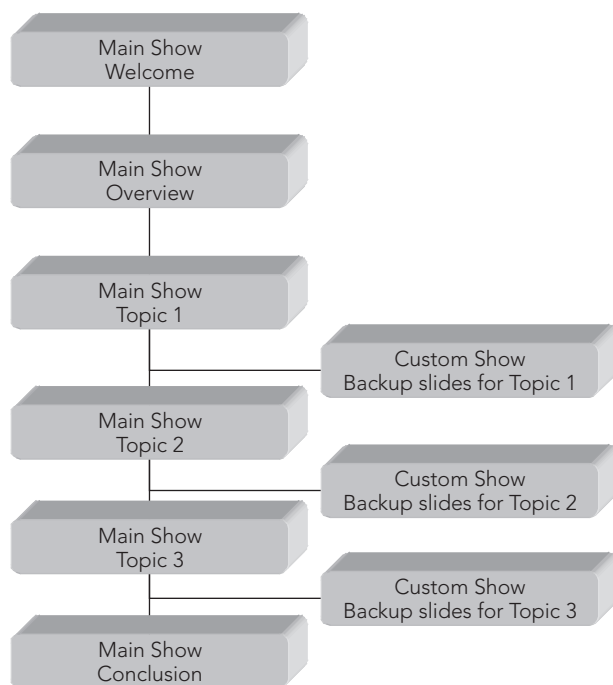 Main Show
Welcome
Main Show
Overview
Main Show
Topic 1
Custom Show
Backup slides for Topic 1
Main Show
Topic 2
Custom Show
Backup slides for Topic 2
Main Show
Topic 3
Custom Show
Backup slides for Topic 3
Main Show
Conclusion